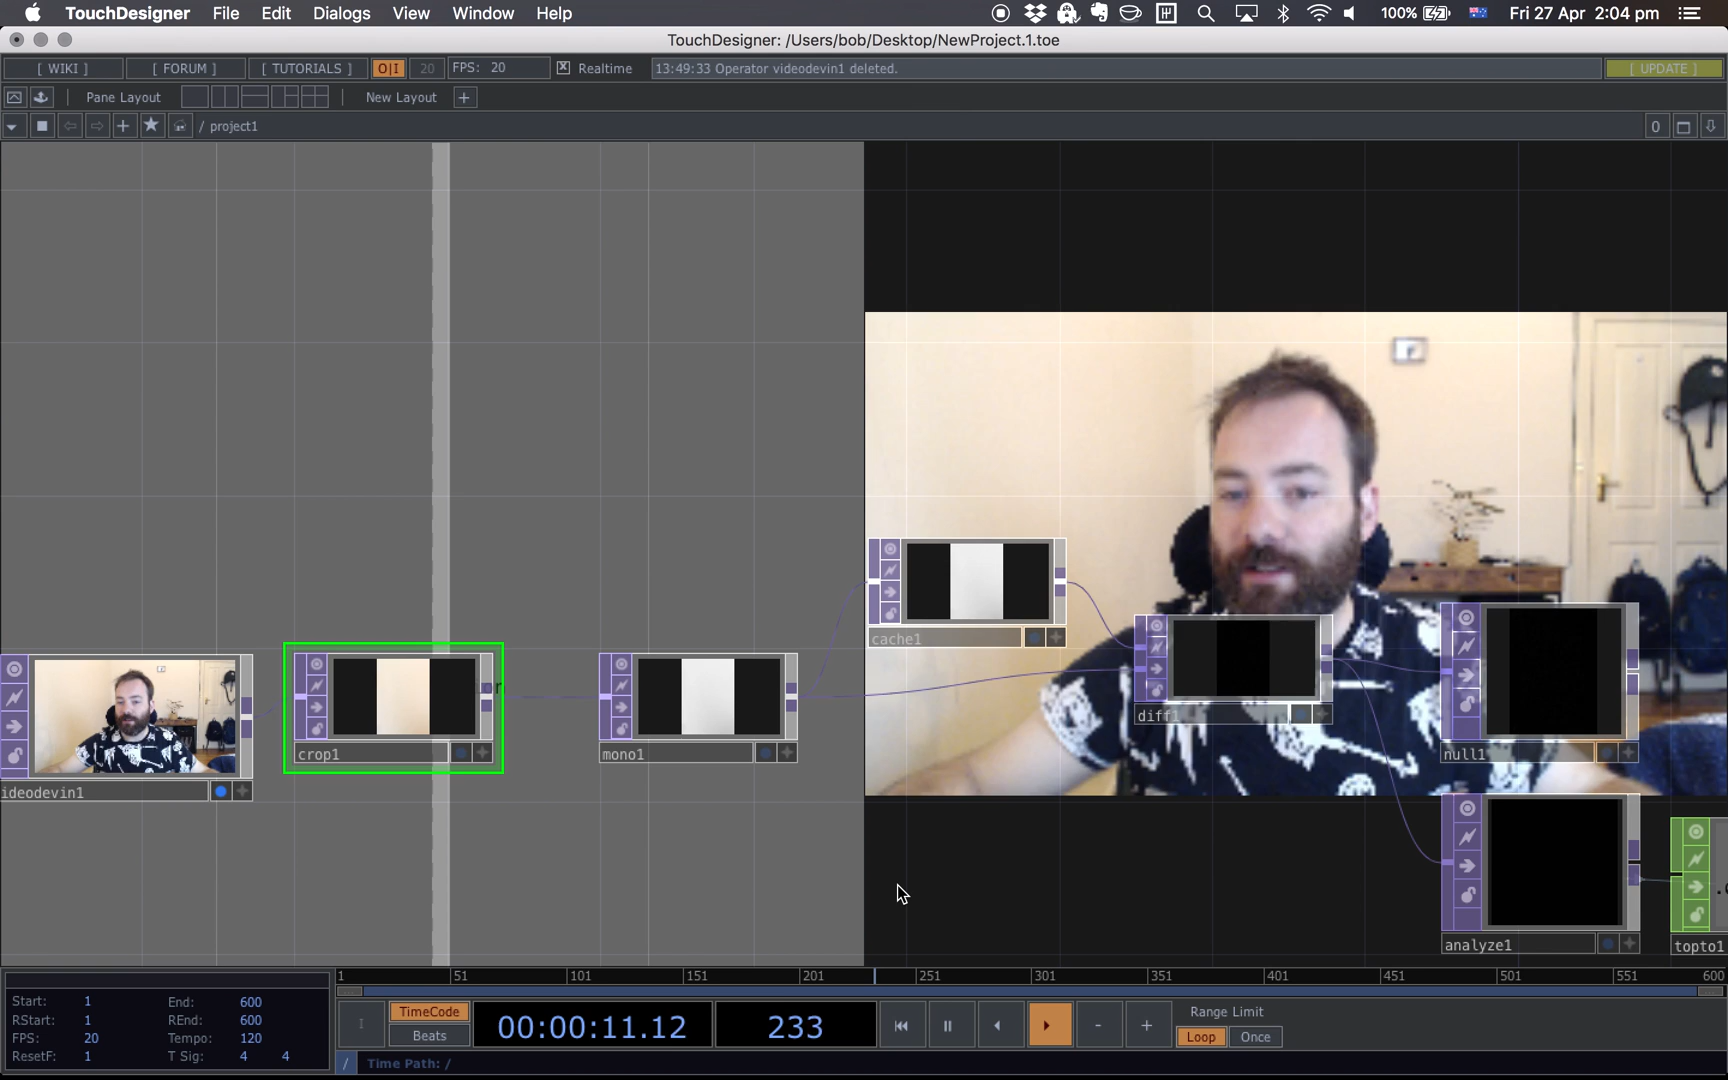 TouchDesigner File Edit Dialogs View Window Help 100% Fri 27 Apr 2:04 pm
TouchDesigner: /Users/bob/Desktop/NewProject.1.toe
[ WIKI ] [ FORUM ] [ TUTORIALS ] O|I 20 FPS: 20 Realtime 13:49:33 Operator videodevin1 deleted. [ UPDATE ]
Pane Layout New Layout +
/ project1 0
cache1
diff1
crop1
mono1
null1
ideodevin1
analyze1
topto1
1 51 101 151 201 251 301 351 401 451 501 551 600
Start: 1 End: 600
RStart: 1 REnd: 600
FPS: 20 Tempo: 120
ResetF: 1 T Sig: 4 4
TimeCode
Beats
00:00:11.12
233
- +
Range Limit
Loop Once
/ Time Path: /